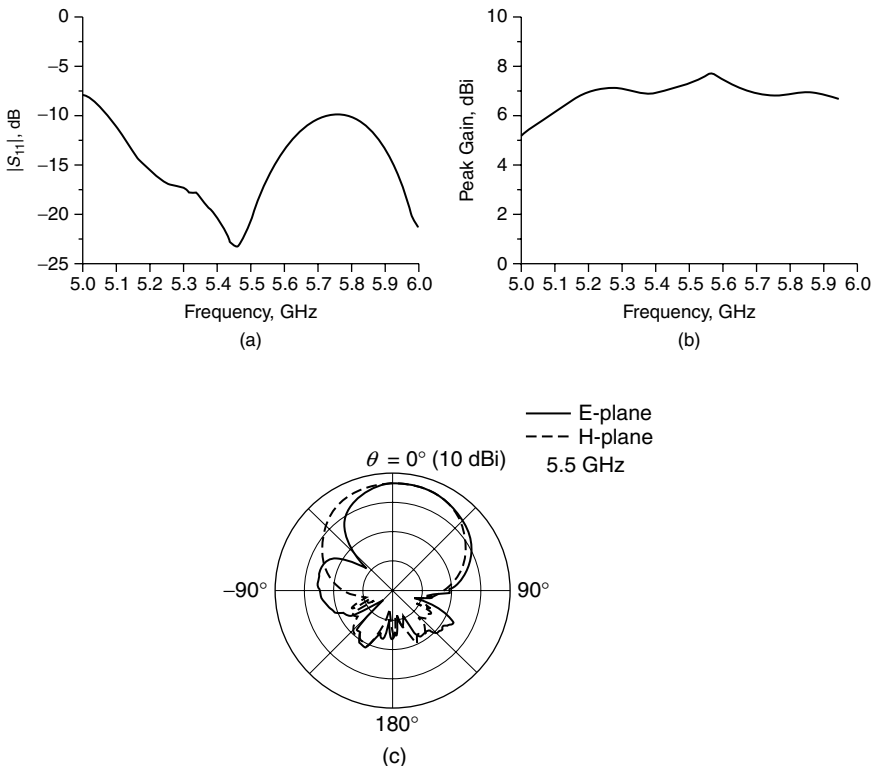 0
−5
−10
−15
−20
−25
|S11|, dB
5.0 5.1 5.2 5.3 5.4 5.5 5.6 5.7 5.8 5.9 6.0
Frequency, GHz
(a)
10
8
6
4
2
0
Peak Gain, dBi
5.0 5.1 5.2 5.3 5.4 5.5 5.6 5.7 5.8 5.9 6.0
Frequency, GHz
(b)
E-plane
H-plane
5.5 GHz
θ = 0° (10 dBi)
−90°
90°
180°
(c)